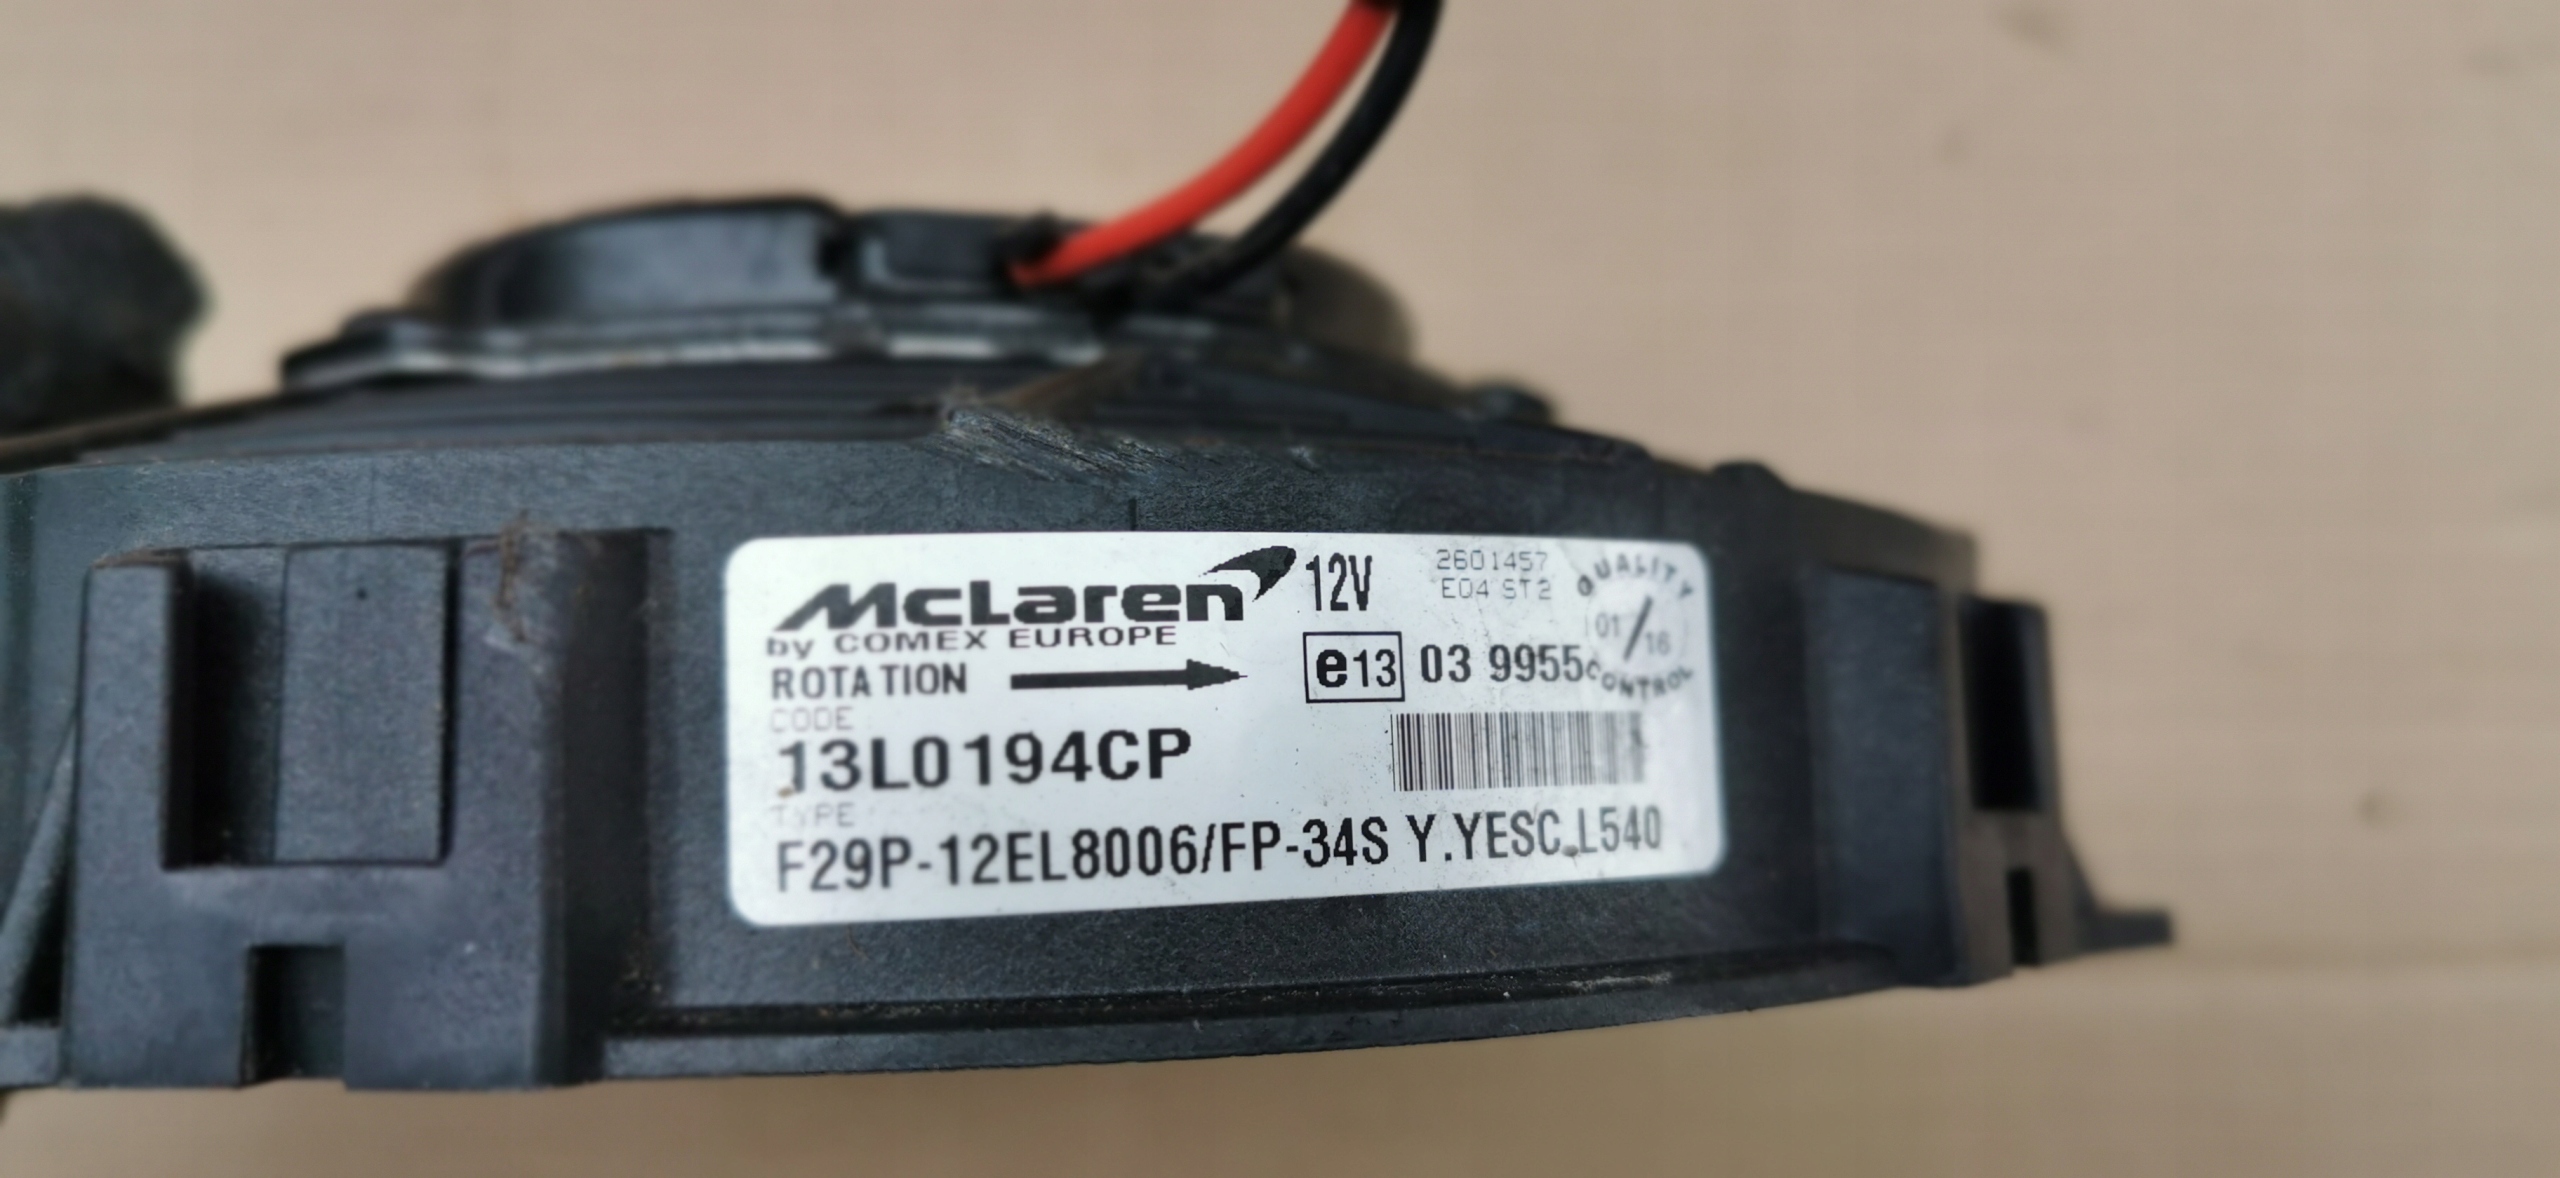 McLaren 12V
by COMEX EUROPE
2601457
E04 ST2
QUALITY
01/16
CONTROL
ROTATION
e13 03 9955
CODE
13L0194CP
TYPE
F29P-12EL8006/FP-34S Y.YESC.L540